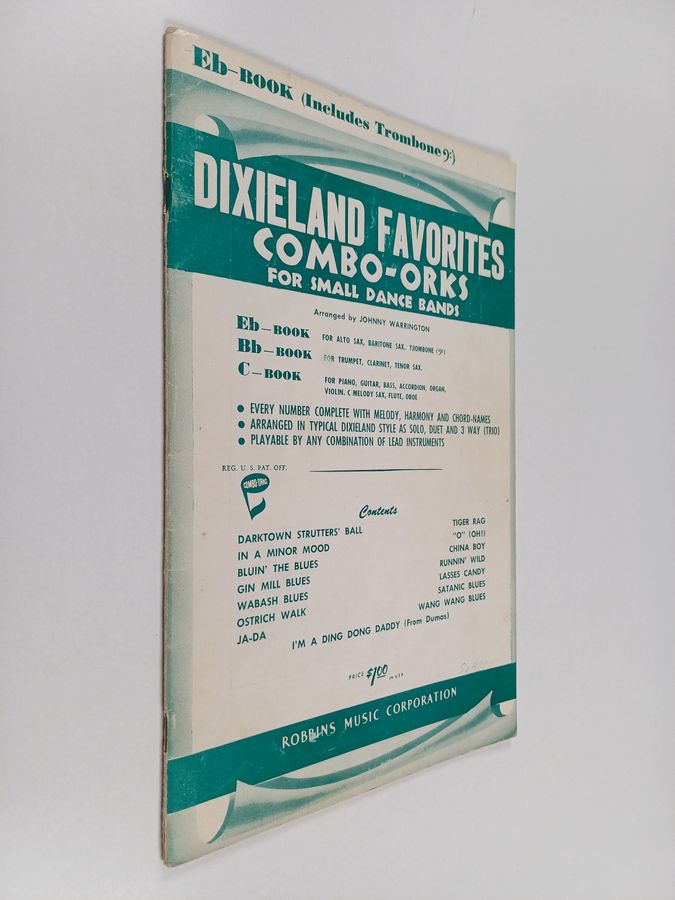 Eb-BOOK (Includes Trombone 𝄢)
DIXIELAND FAVORITES
COMBO-ORKS
FOR SMALL DANCE BANDS
Arranged by JOHNNY WARRINGTON
Eb-BOOK FOR ALTO SAX, BARITONE SAX, TROMBONE (𝄢)
Bb-BOOK FOR TRUMPET, CLARINET, TENOR SAX.
C-BOOK FOR PIANO, GUITAR, BASS, ACCORDION, ORGAN,
VIOLIN, C MELODY SAX, FLUTE, OBOE
● EVERY NUMBER COMPLETE WITH MELODY, HARMONY AND CHORD-NAMES
● ARRANGED IN TYPICAL DIXIELAND STYLE AS SOLO, DUET AND 3 WAY (TRIO)
● PLAYABLE BY ANY COMBINATION OF LEAD INSTRUMENTS
REG. U. S. PAT. OFF.
COMBO-ORKS
Contents
DARKTOWN STRUTTERS' BALL
IN A MINOR MOOD
BLUIN' THE BLUES
GIN MILL BLUES
WABASH BLUES
OSTRICH WALK
JA-DA
TIGER RAG
"O" (OH!)
CHINA BOY
RUNNIN' WILD
'LASSES CANDY
SATANIC BLUES
WANG WANG BLUES
I'M A DING DONG DADDY (From Dumas)
PRICE $1.00 IN U.S.A.
ROBBINS MUSIC CORPORATION